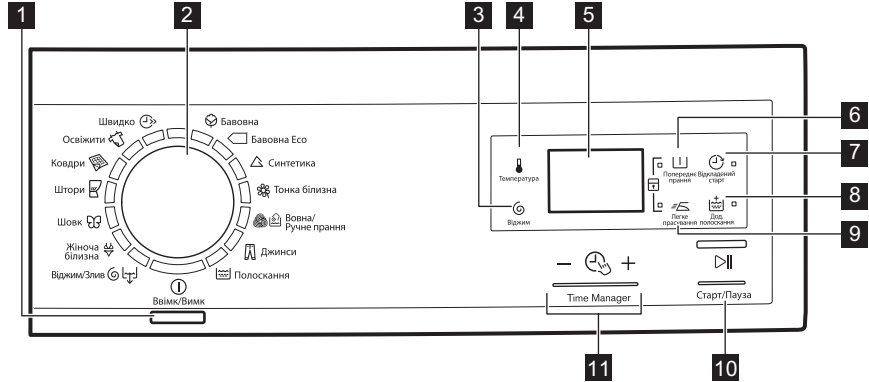 1
2
3
4
5
6
7
8
9
10
11
Швидко
Освіжити
Ковдри
Штори
Шовк
Жіноча
білизна
Віджим/Злив
Бавовна
Бавовна Eco
Синтетика
Тонка білизна
Вовна/
Ручне прання
Джинси
Полоскання
Ввімк/Вимк
Температура
Віджим
Попереднє
прання
Відкладений
старт
Легке
прасування
Дод.
полоскання
Time Manager
Старт/Пауза